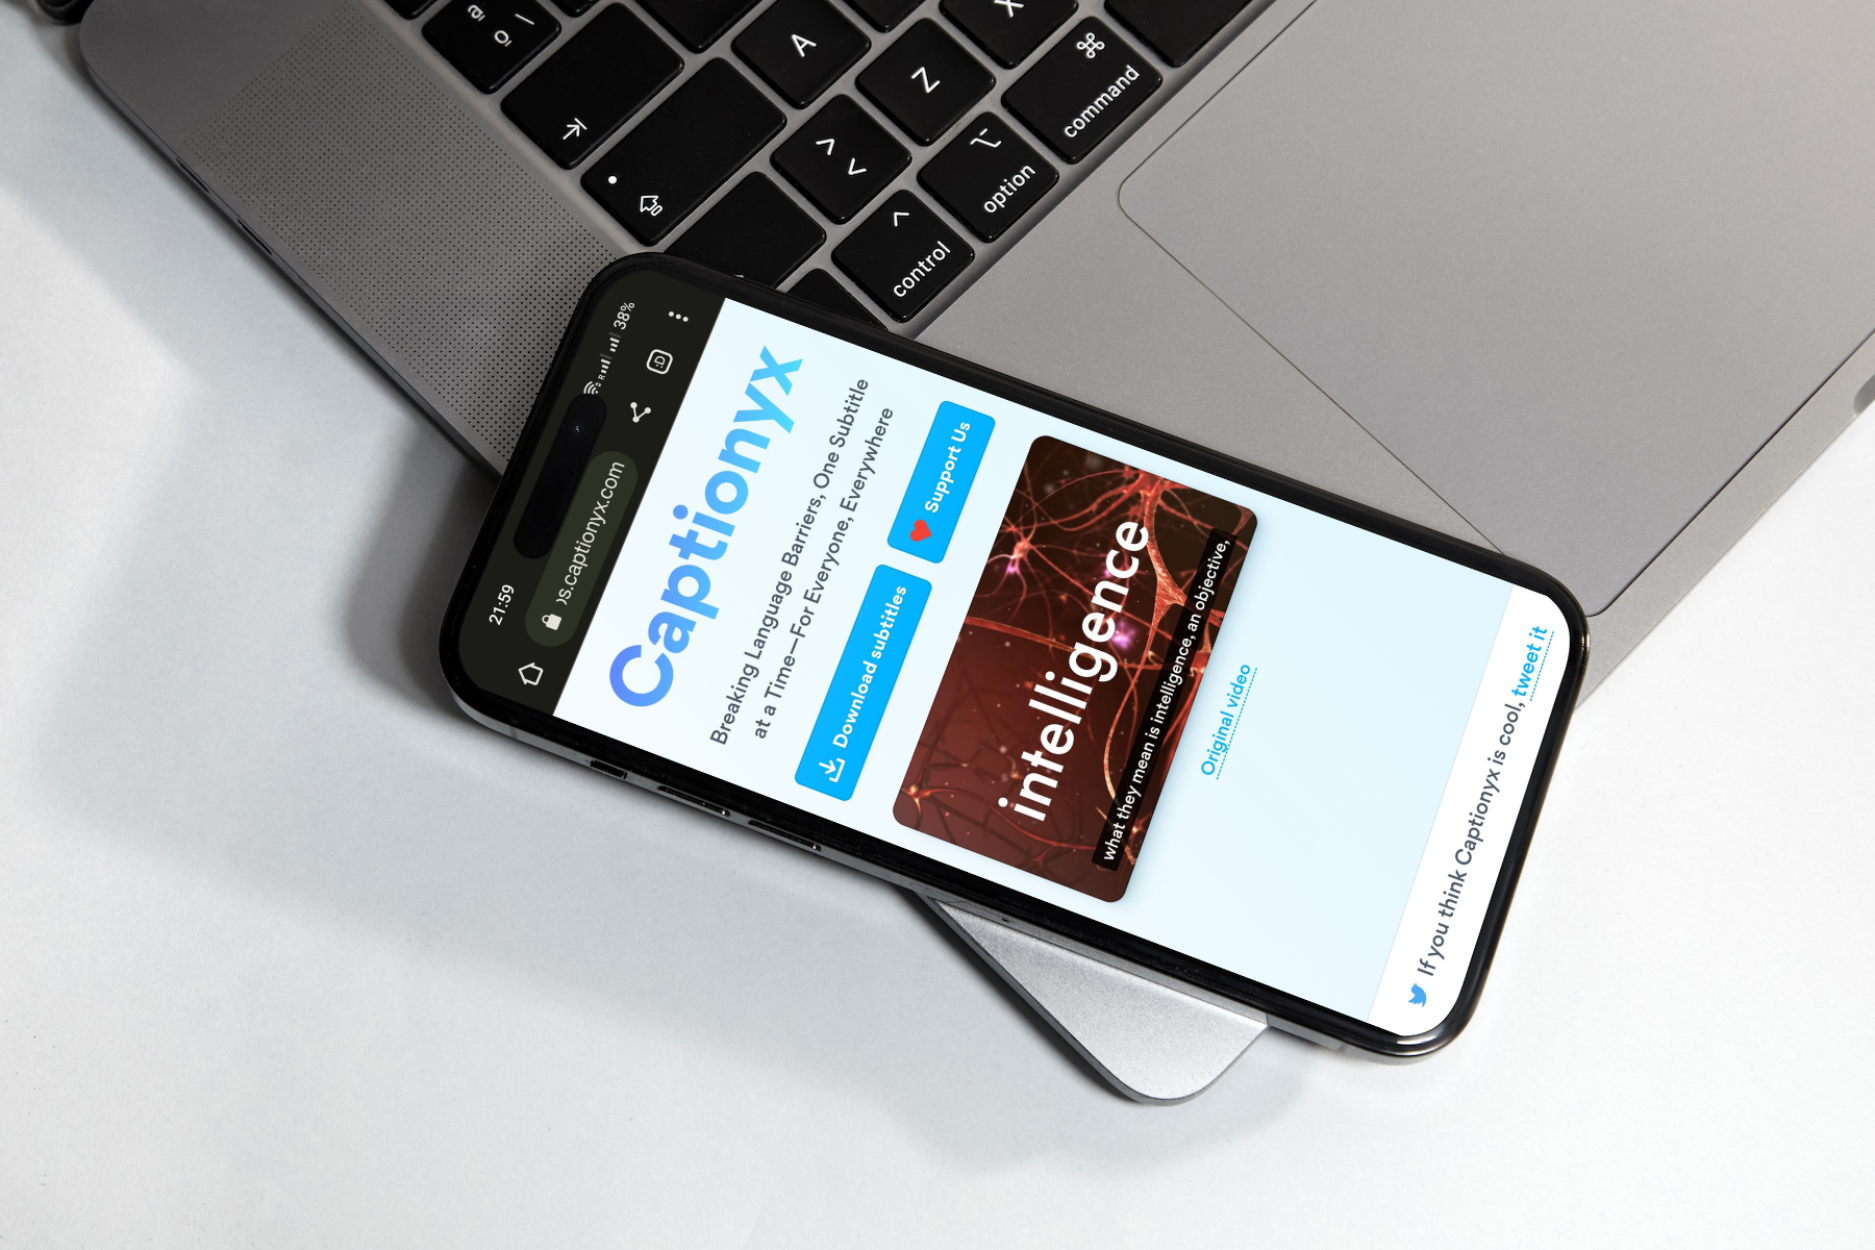 ª \
º
A
Z
X
⌘
command
>
<
⌥
option
^
control
21:59
R
38%
os.captionyx.com
:D
Captionyx
Breaking Language Barriers, One Subtitle
at a Time—For Everyone, Everywhere
Download subtitles
❤ Support Us
intelligence
what they mean is intelligence, an objective,
Original video
If you think Captionyx is cool, tweet it